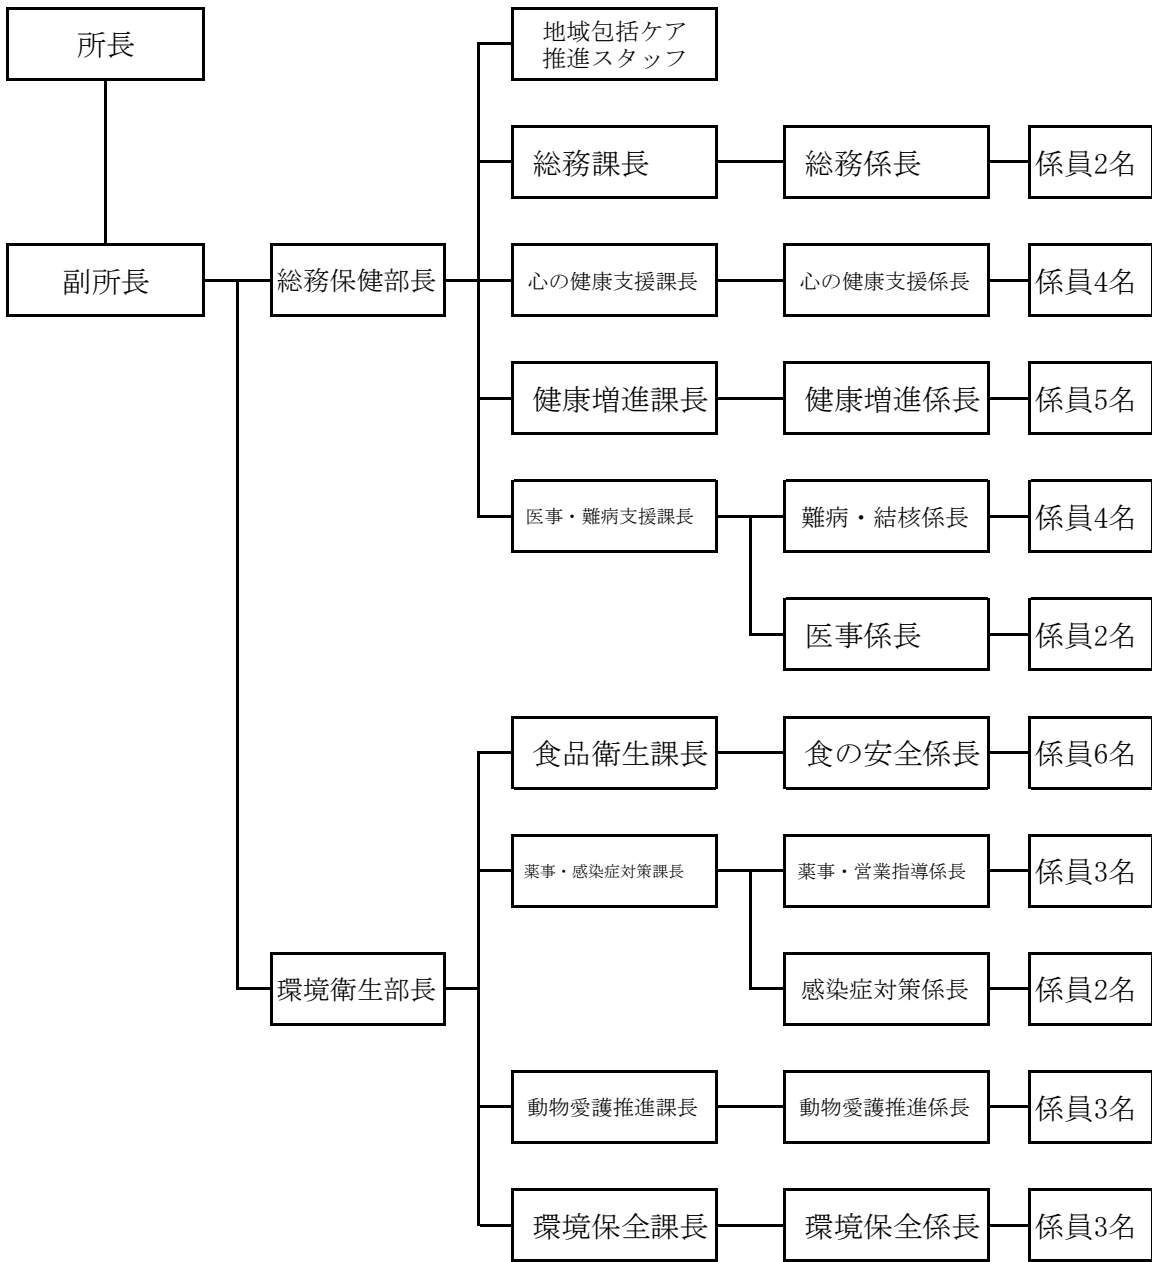 所長
地域包括ケア
推進スタッフ
総務課長
総務係長
係員2名
副所長
総務保健部長
心の健康支援課長
心の健康支援係長
係員4名
健康増進課長
健康増進係長
係員5名
医事・難病支援課長
難病・結核係長
係員4名
医事係長
係員2名
食品衛生課長
食の安全係長
係員6名
薬事・感染症対策課長
薬事・営業指導係長
係員3名
環境衛生部長
感染症対策係長
係員2名
動物愛護推進課長
動物愛護推進係長
係員3名
環境保全課長
環境保全係長
係員3名